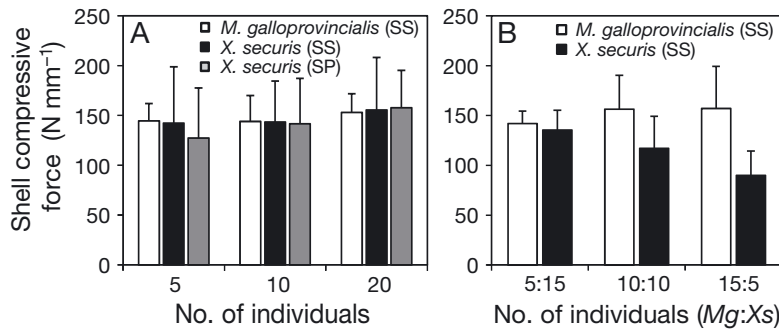 A
M. galloprovincialis (SS)
X. securis (SS)
X. securis (SP)
Shell compressive
force (N mm–1)
250
200
150
100
50
0
5
10
20
No. of individuals
B
M. galloprovincialis (SS)
X. securis (SS)
250
200
150
100
50
0
5:15
10:10
15:5
No. of individuals (Mg:Xs)